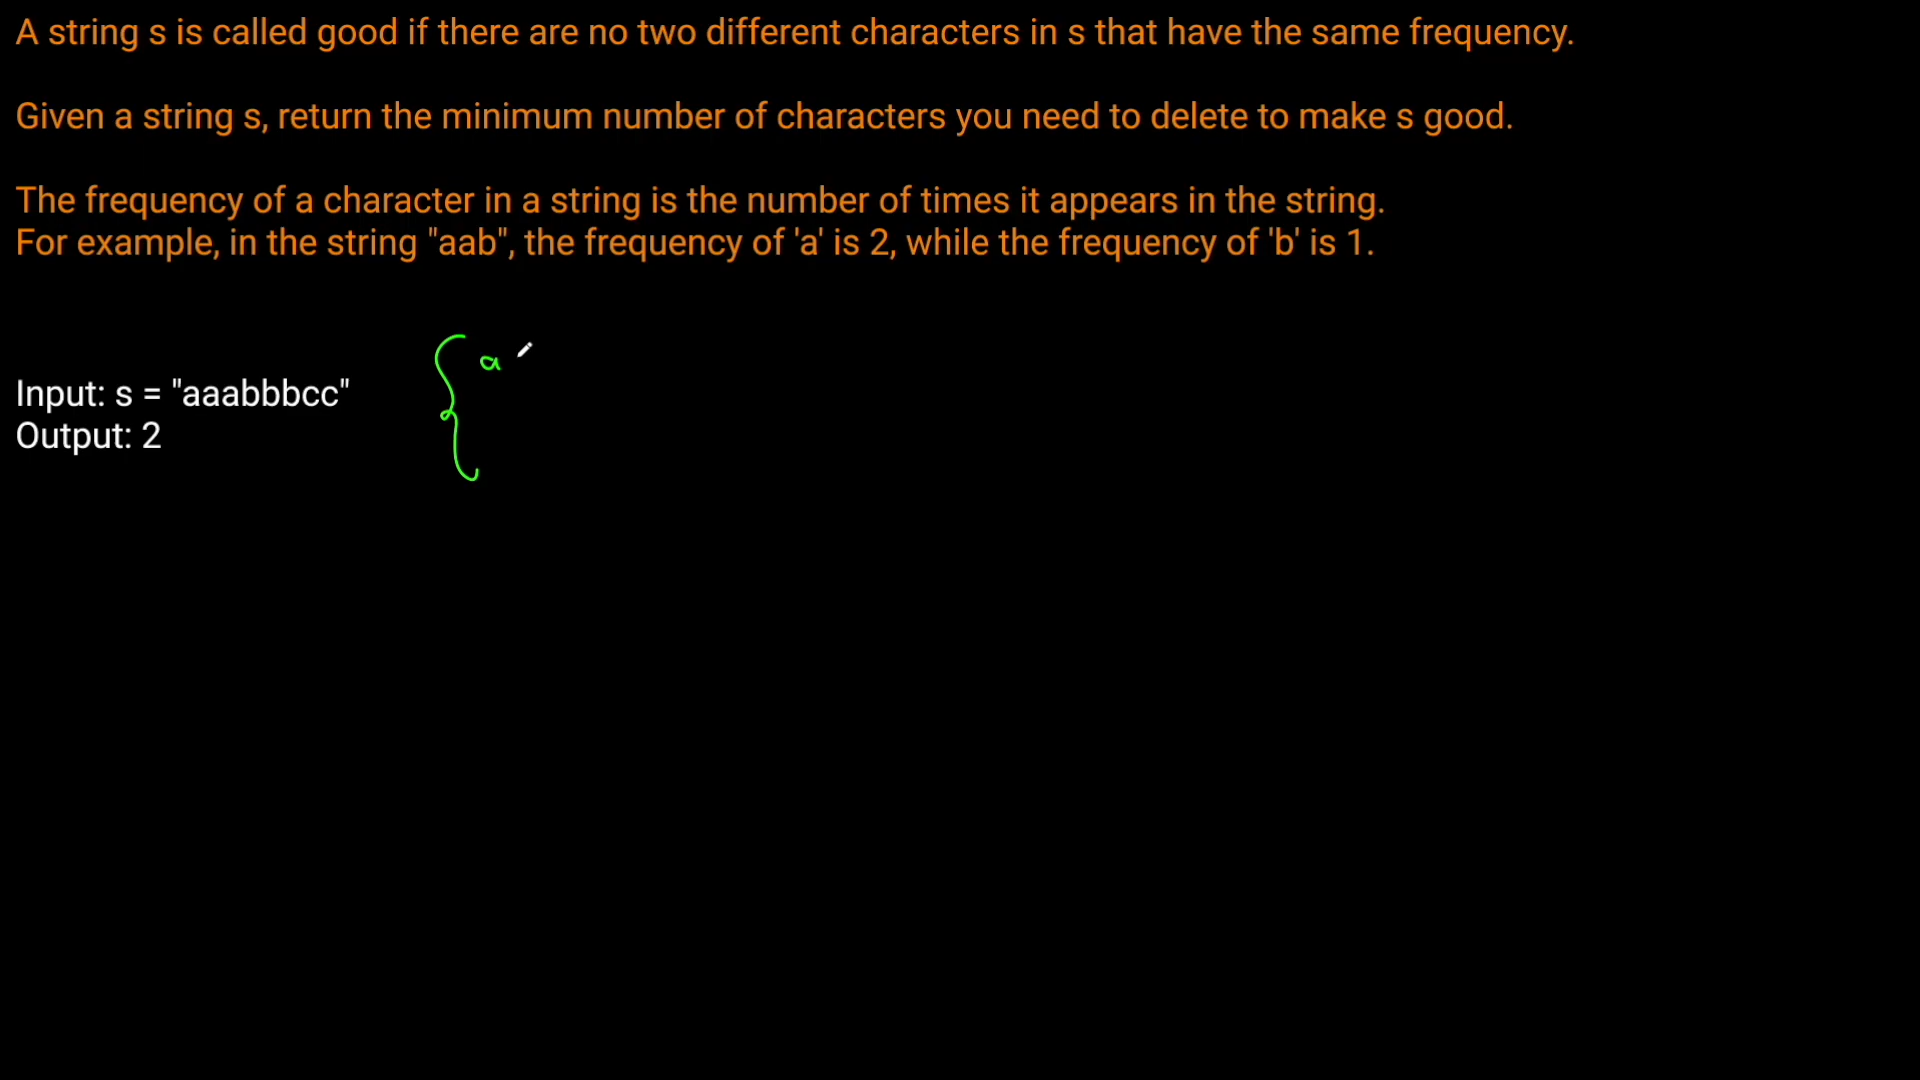 A string s is called good if there are no two different characters in s that have the same frequency.
Given a string s, return the minimum number of characters you need to delete to make s good.
The frequency of a character in a string is the number of times it appears in the string.
For example, in the string "aab", the frequency of 'a' is 2, while the frequency of 'b' is 1.
{ a
Input: s = "aaabbbcc"
Output: 2